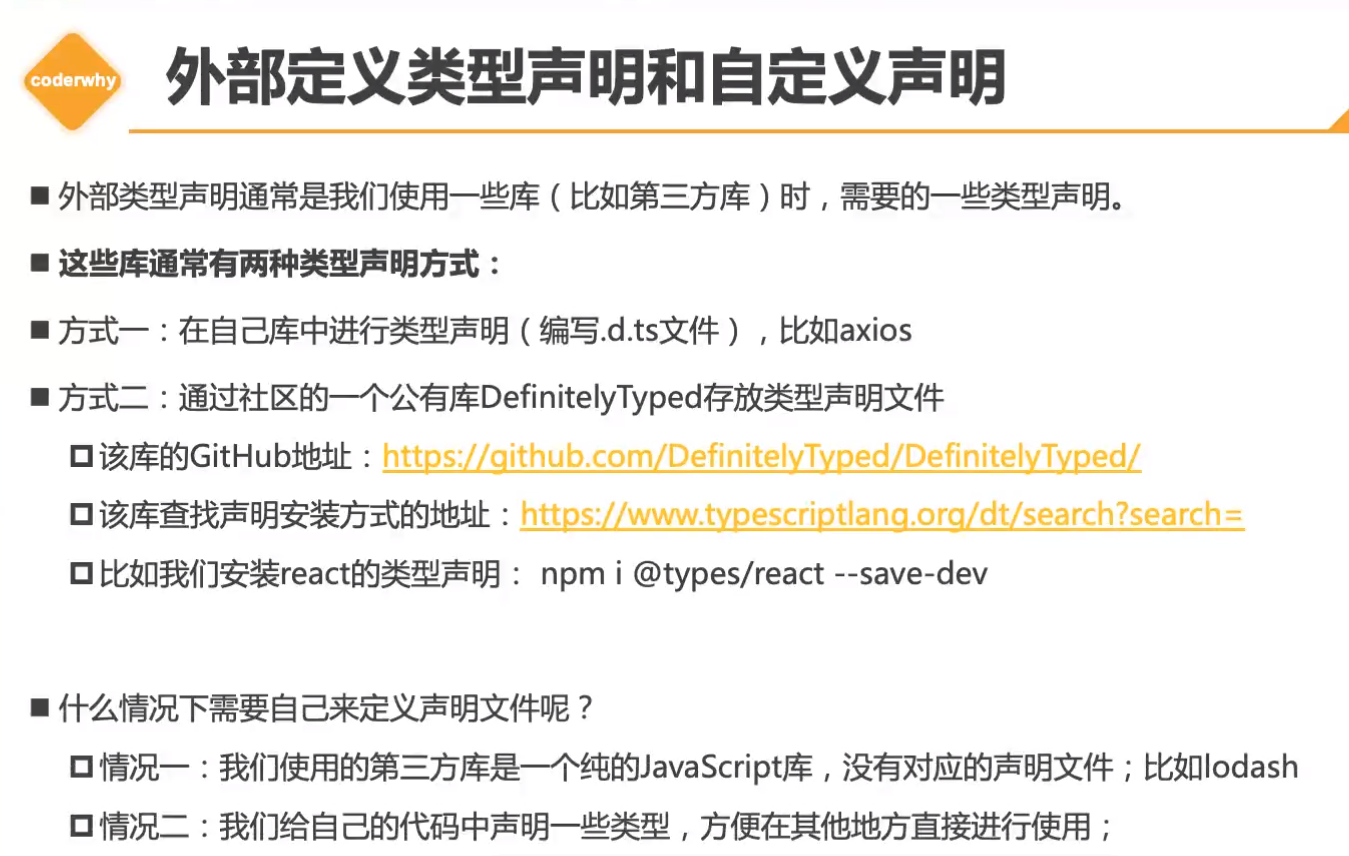 coderwhy
外部定义类型声明和自定义声明
外部类型声明通常是我们使用一些库（比如第三方库）时，需要的一些类型声明。
这些库通常有两种类型声明方式：
方式一：在自己库中进行类型声明（编写.d.ts文件），比如axios
方式二：通过社区的一个公有库DefinitelyTyped存放类型声明文件
该库的GitHub地址：https://github.com/DefinitelyTyped/DefinitelyTyped/
该库查找声明安装方式的地址：https://www.typescriptlang.org/dt/search?search=
比如我们安装react的类型声明： npm i @types/react --save-dev
什么情况下需要自己来定义声明文件呢？
情况一：我们使用的第三方库是一个纯的JavaScript库，没有对应的声明文件；比如lodash
情况二：我们给自己的代码中声明一些类型，方便在其他地方直接进行使用；